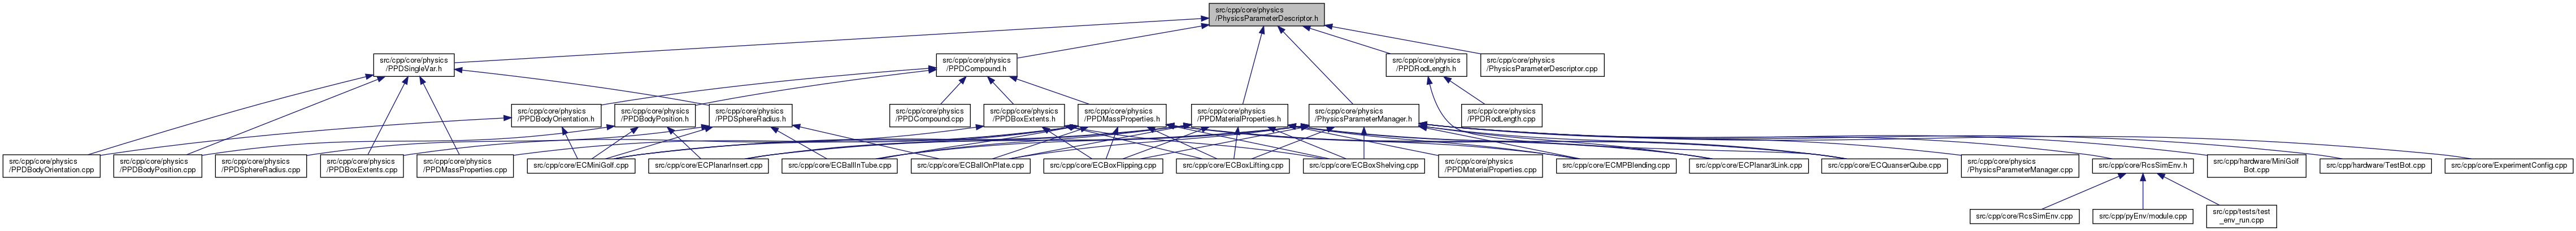 src/cpp/core/physics
/PhysicsParameterDescriptor.h
src/cpp/core/physics
/PPDSingleVar.h
src/cpp/core/physics
/PPDCompound.h
src/cpp/core/physics
/PPDRodLength.h
src/cpp/core/physics
/PhysicsParameterDescriptor.cpp
src/cpp/core/physics
/PPDBodyOrientation.h
src/cpp/core/physics
/PPDBodyPosition.h
src/cpp/core/physics
/PPDSphereRadius.h
src/cpp/core/physics
/PPDCompound.cpp
src/cpp/core/physics
/PPDBoxExtents.h
src/cpp/core/physics
/PPDMassProperties.h
src/cpp/core/physics
/PPDMaterialProperties.h
src/cpp/core/physics
/PhysicsParameterManager.h
src/cpp/core/physics
/PPDRodLength.cpp
src/cpp/core/physics
/PPDBodyOrientation.cpp
src/cpp/core/physics
/PPDBodyPosition.cpp
src/cpp/core/physics
/PPDSphereRadius.cpp
src/cpp/core/physics
/PPDBoxExtents.cpp
src/cpp/core/physics
/PPDMassProperties.cpp
src/cpp/core/ECMiniGolf.cpp
src/cpp/core/ECPlanarInsert.cpp
src/cpp/core/ECBallInTube.cpp
src/cpp/core/ECBallOnPlate.cpp
src/cpp/core/ECBoxFlipping.cpp
src/cpp/core/ECBoxLifting.cpp
src/cpp/core/ECBoxShelving.cpp
src/cpp/core/physics
/PPDMaterialProperties.cpp
src/cpp/core/ECMPBlending.cpp
src/cpp/core/ECPlanar3Link.cpp
src/cpp/core/ECQuanserQube.cpp
src/cpp/core/physics
/PhysicsParameterManager.cpp
src/cpp/core/RcsSimEnv.h
src/cpp/hardware/MiniGolf
Bot.cpp
src/cpp/hardware/TestBot.cpp
src/cpp/core/ExperimentConfig.cpp
src/cpp/core/RcsSimEnv.cpp
src/cpp/pyEnv/module.cpp
src/cpp/tests/test
_env_run.cpp